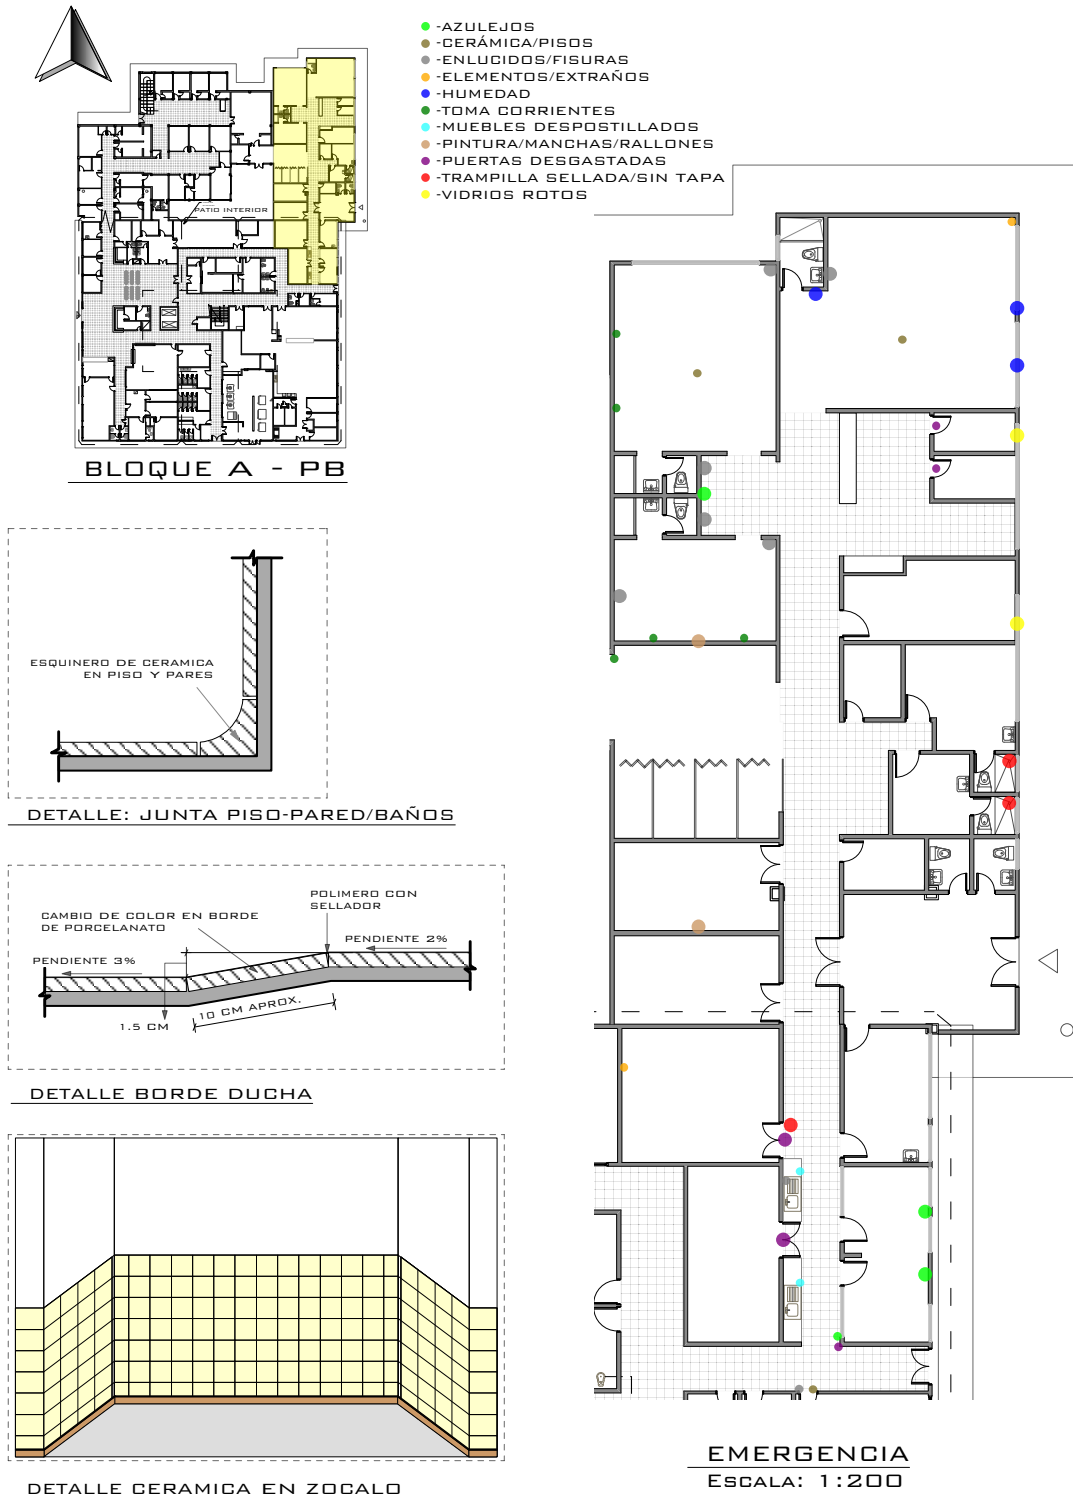 -AZULEJOS
-CERÁMICA/PISOS
-ENLUCIDOS/FISURAS
-ELEMENTOS/EXTRAÑOS
-HUMEDAD
-TOMA CORRIENTES
-MUEBLES DESPOSTILLADOS
-PINTURA/MANCHAS/RALLONES
-PUERTAS DESGASTADAS
-TRAMPILLA SELLADA/SIN TAPA
-VIDRIOS ROTOS
PATIO INTERIOR
BLOQUE A - PB
ESQUINERO DE CERAMICA
EN PISO Y PARES
DETALLE: JUNTA PISO-PARED/BAÑOS
POLIMERO CON
SELLADOR
CAMBIO DE COLOR EN BORDE
DE PORCELANATO
PENDIENTE 2%
PENDIENTE 3%
10 CM APROX.
1.5 CM
DETALLE BORDE DUCHA
DETALLE CERAMICA EN ZOCALO
EMERGENCIA
ESCALA: 1:200